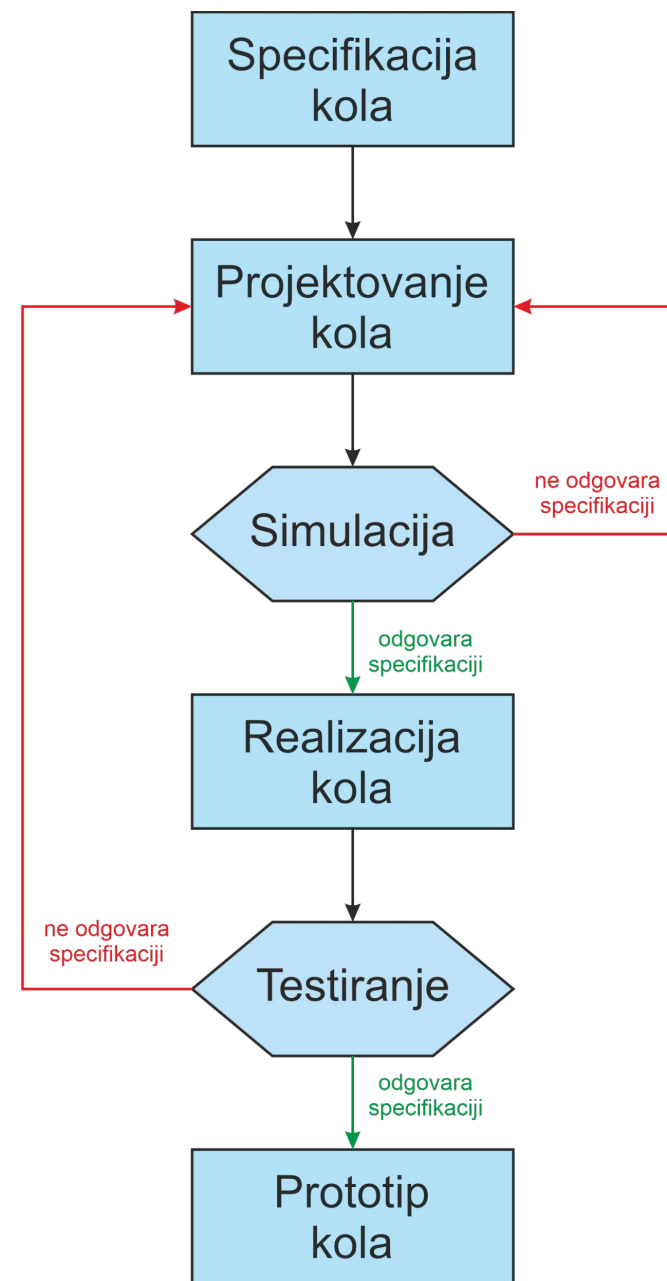 Specifikacija
kola
Projektovanje
kola
Simulacija
ne odgovara
specifikaciji
odgovara
specifikaciji
Realizacija
kola
ne odgovara
specifikaciji
Testiranje
odgovara
specifikaciji
Prototip
kola